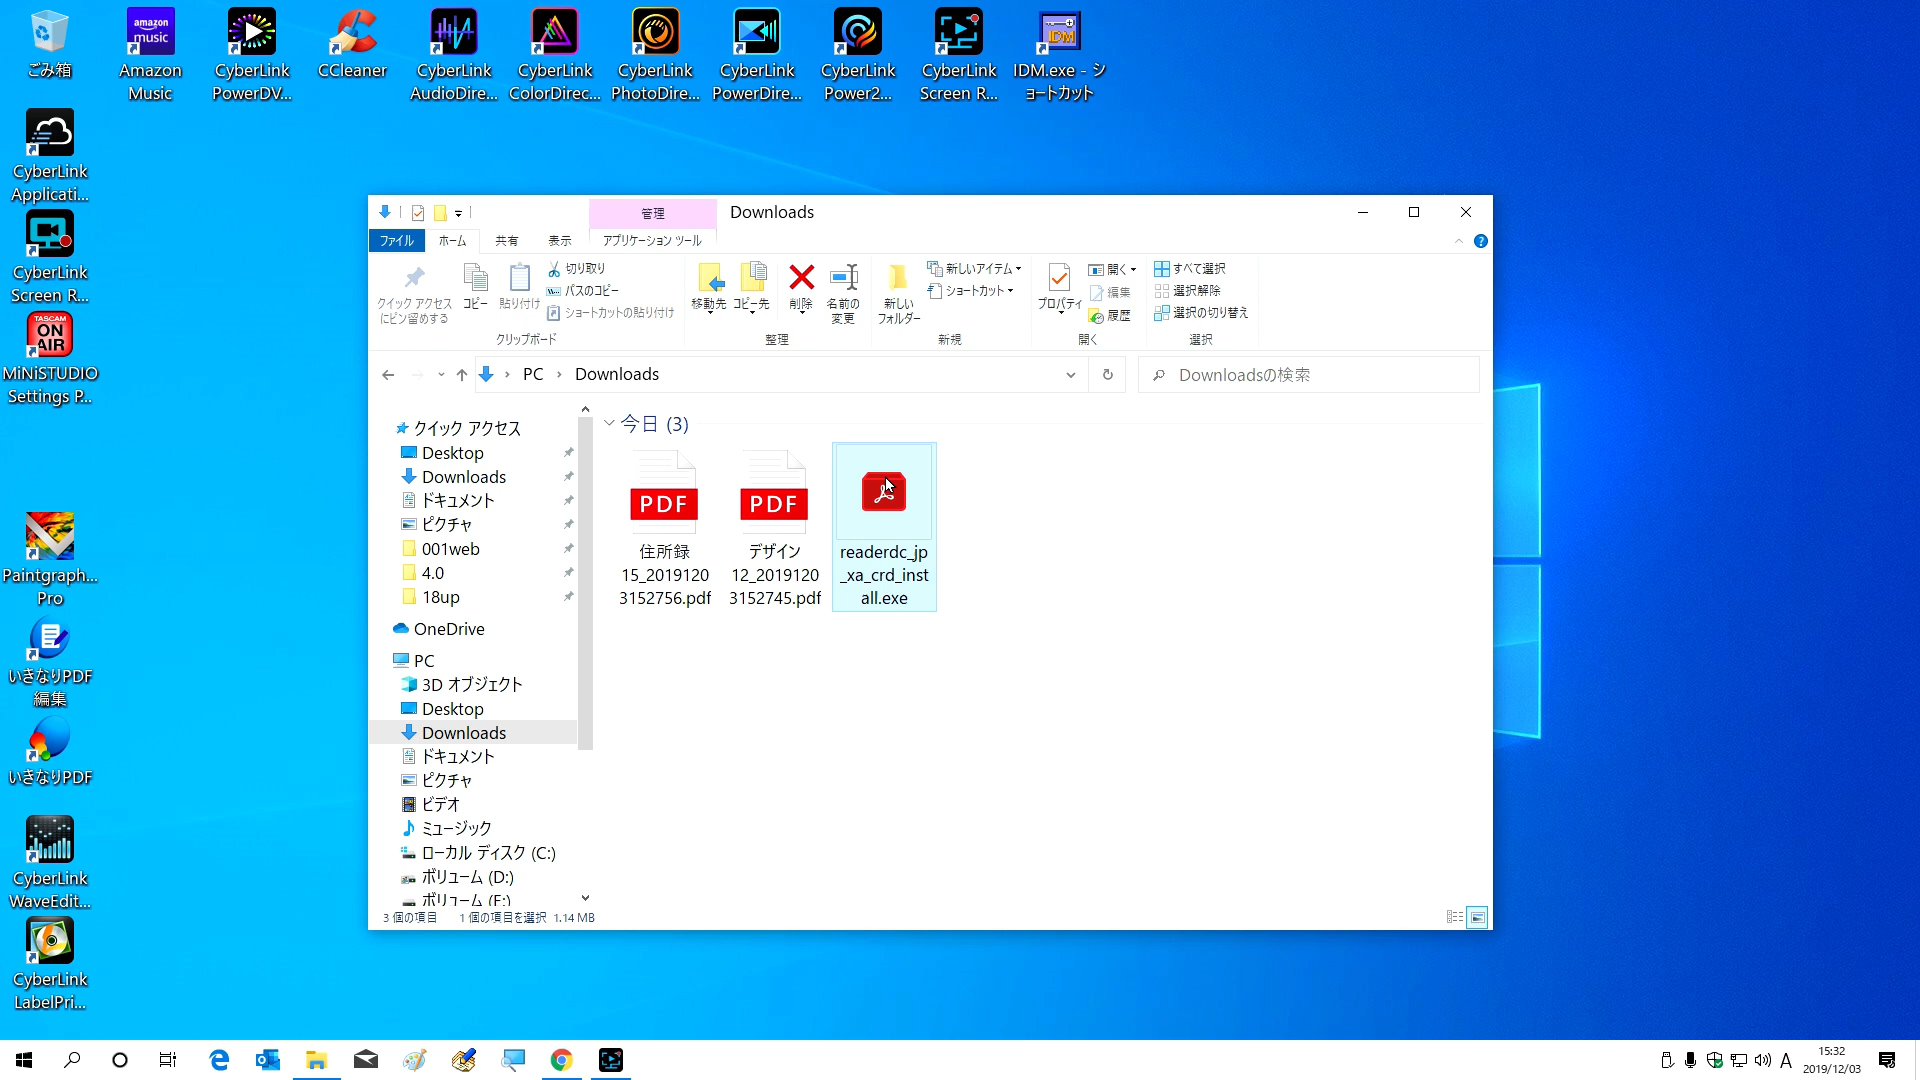 ごみ箱
amazon
music
Amazon
Music
CyberLink
PowerDV...
CCleaner
CyberLink
AudioDire...
CyberLink
ColorDirec...
CyberLink
PhotoDire...
CyberLink
PowerDire...
CyberLink
Power2...
CyberLink
Screen R...
IDM
IDM.exe - シ
ョートカット
CyberLink
Applicati...
CyberLink
Screen R...
TASCAM
ON
AIR
MiNiSTUDIO
Settings P...
Paintgraph...
Pro
いきなりPDF
編集
いきなりPDF
CyberLink
WaveEdit...
CyberLink
LabelPri...
管理
Downloads
ファイル
ホーム
共有
表示
アプリケーション ツール
クイック アクセス
にピン留めする
コピー
貼り付け
切り取り
パスのコピー
ショートカットの貼り付け
クリップボード
移動先
コピー先
削除
名前の
変更
整理
新しい
フォルダー
新しいアイテム
ショートカット
新規
プロパティ
開く
編集
履歴
開く
すべて選択
選択解除
選択の切り替え
選択
PC
Downloads
Downloadsの検索
クイック アクセス
Desktop
Downloads
ドキュメント
ピクチャ
001web
4.0
18up
OneDrive
PC
3D オブジェクト
Desktop
Downloads
ドキュメント
ピクチャ
ビデオ
ミュージック
ローカル ディスク (C:)
ボリューム (D:)
ボリューム (E:)
今日 (3)
PDF
住所録
15_2019120
3152756.pdf
PDF
デザイン
12_2019120
3152745.pdf
readerdc_jp
_xa_crd_inst
all.exe
3 個の項目
1 個の項目を選択 1.14 MB
A
15:32
2019/12/03